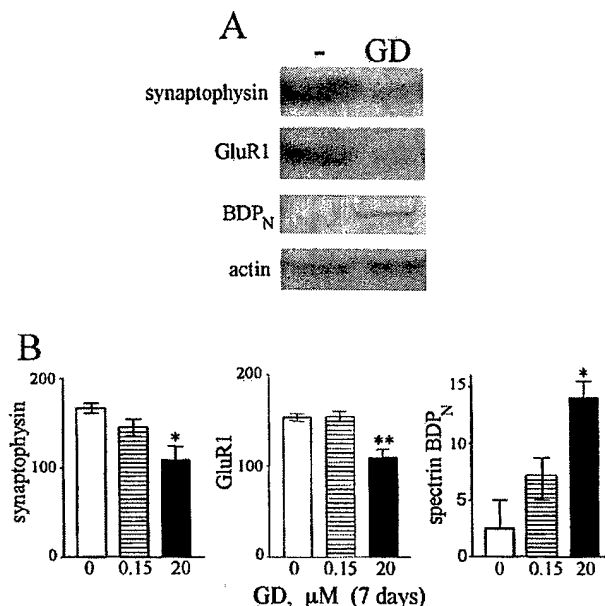 A
- GD
synaptophysin
GluR1
BDPN
actin
B
synaptophysin
200
100
0
*
0 0.15 20
GluR1
200
100
0
**
0 0.15 20
spectrin BDPN
15
10
5
0
*
0 0.15 20
GD, µM (7 days)